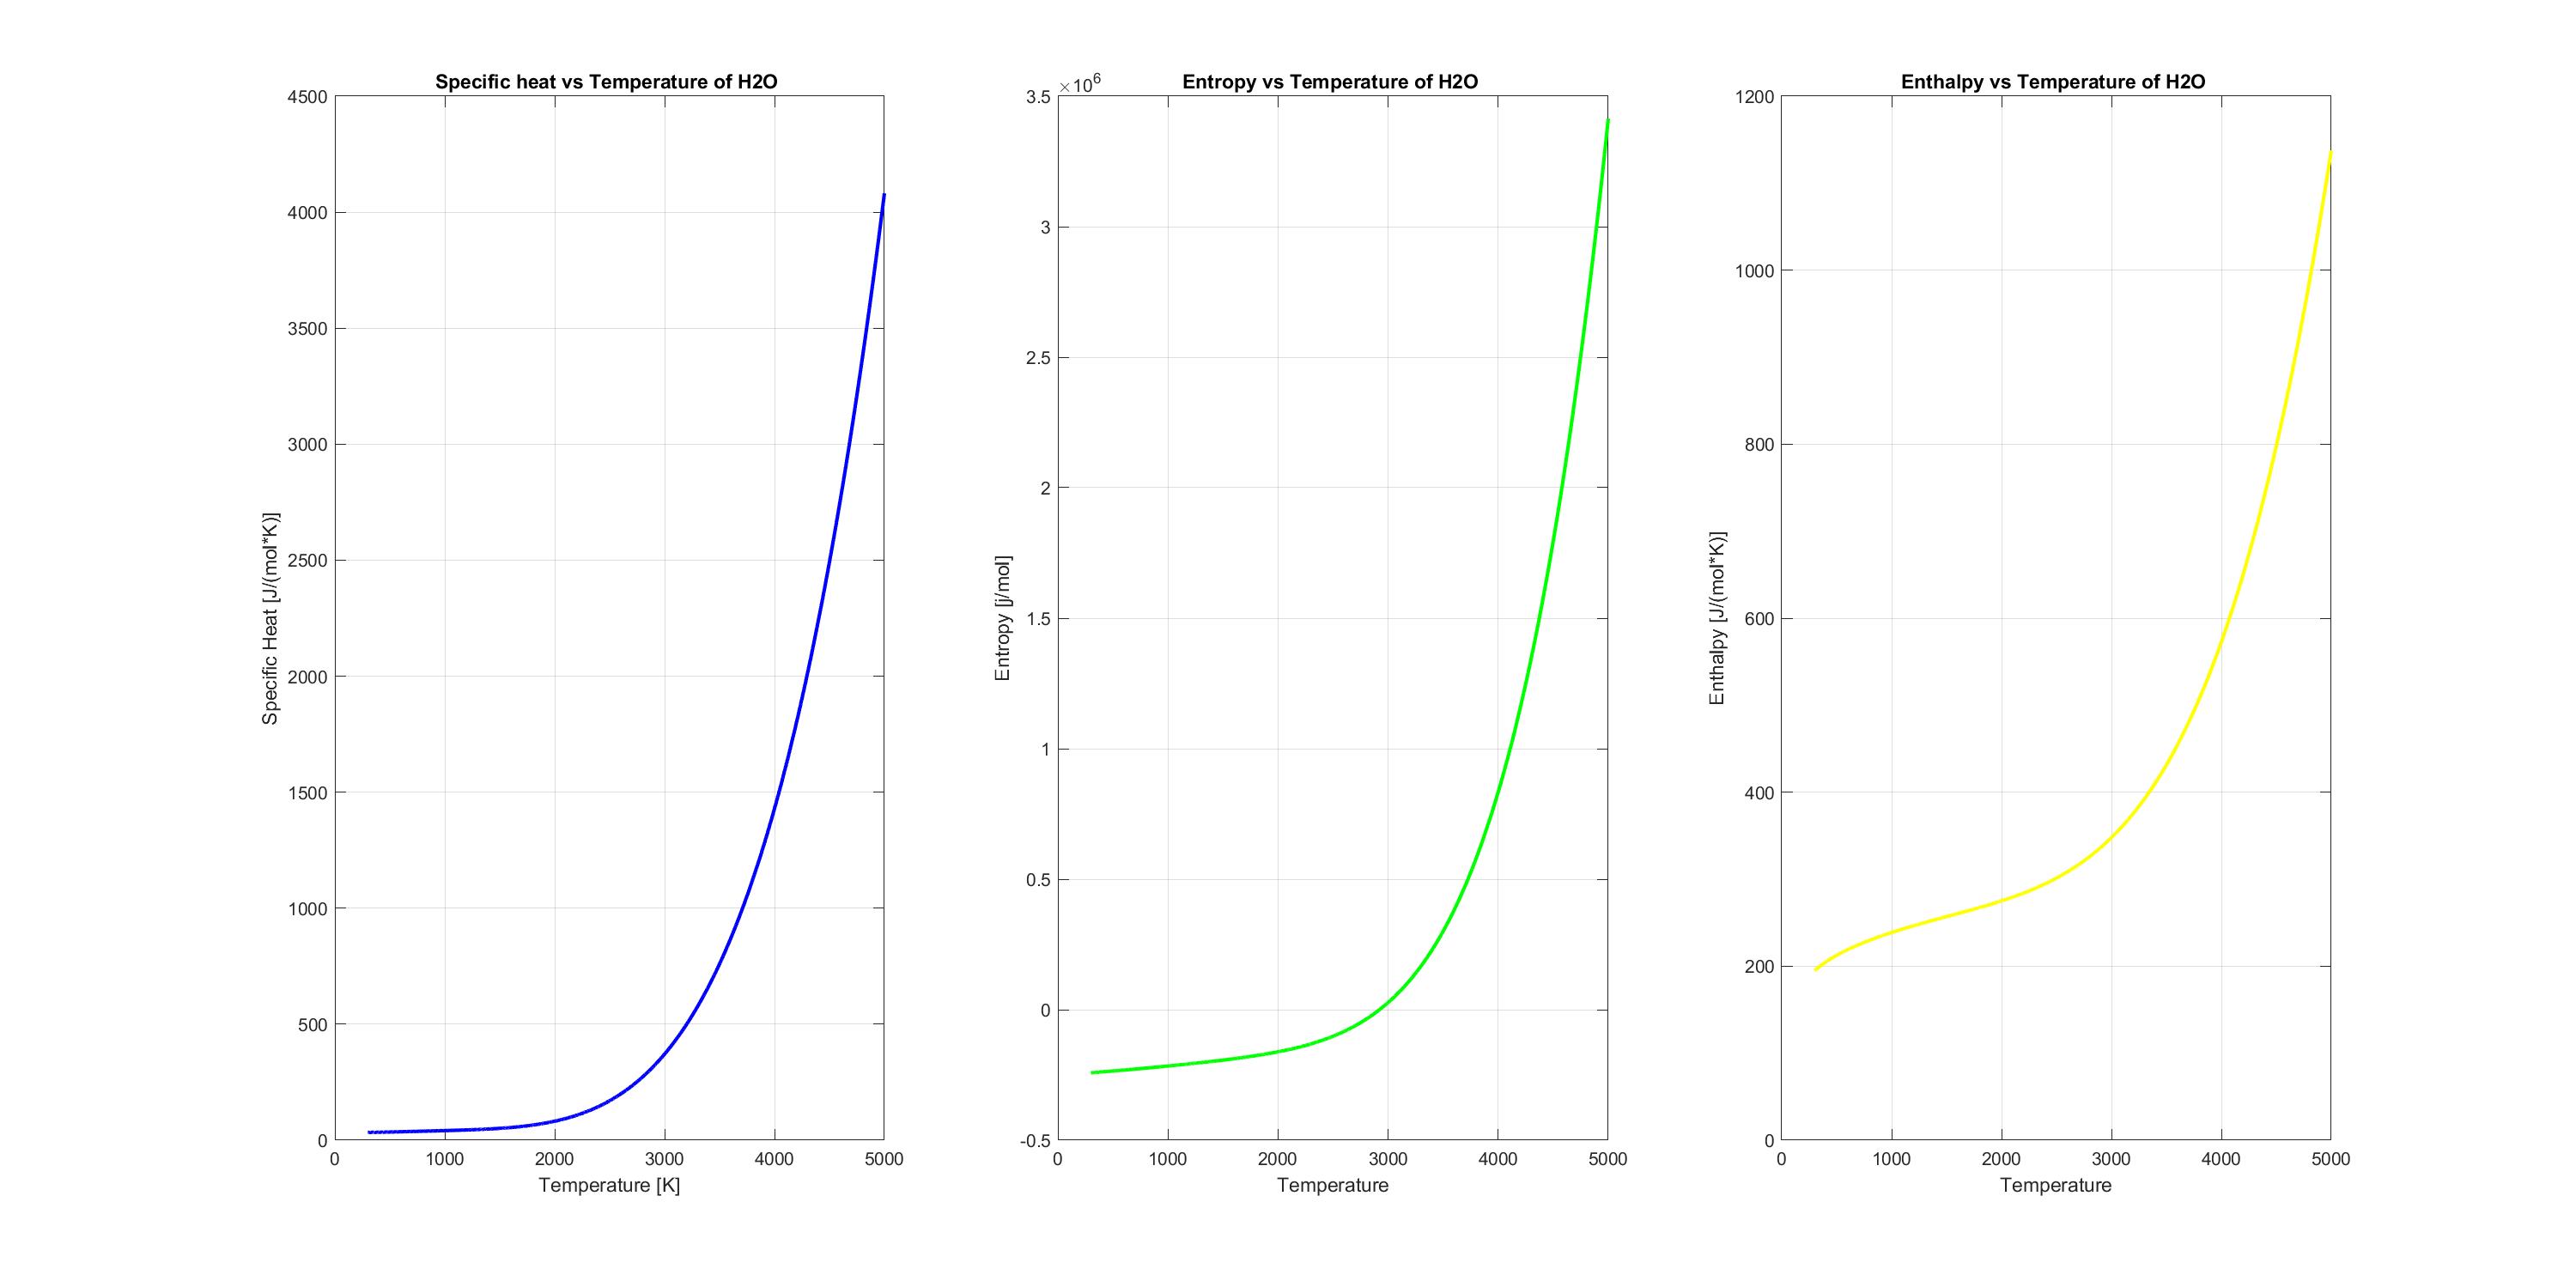 Specific heat vs Temperature of H2O
4500
4000
3500
3000
2500
2000
1500
1000
500
0
0 1000 2000 3000 4000 5000
Temperature [K]
Specific Heat [J/(mol*K)]
Entropy vs Temperature of H2O
×10^6
3.5
3
2.5
2
1.5
1
0.5
0
-0.5
0 1000 2000 3000 4000 5000
Temperature
Entropy [j/mol]
Enthalpy vs Temperature of H2O
1200
1000
800
600
400
200
0
0 1000 2000 3000 4000 5000
Temperature
Enthalpy [J/(mol*K)]